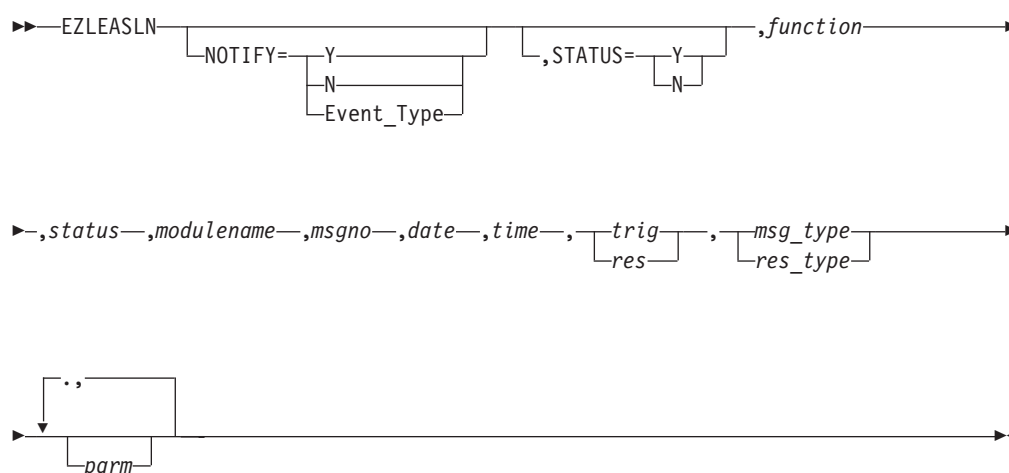 EZLEASLN ,function
NOTIFY= Y ,STATUS= Y
N N
Event_Type
,status ,modulename ,msgno ,date ,time , trig , msg_type
res res_type
.,
parm